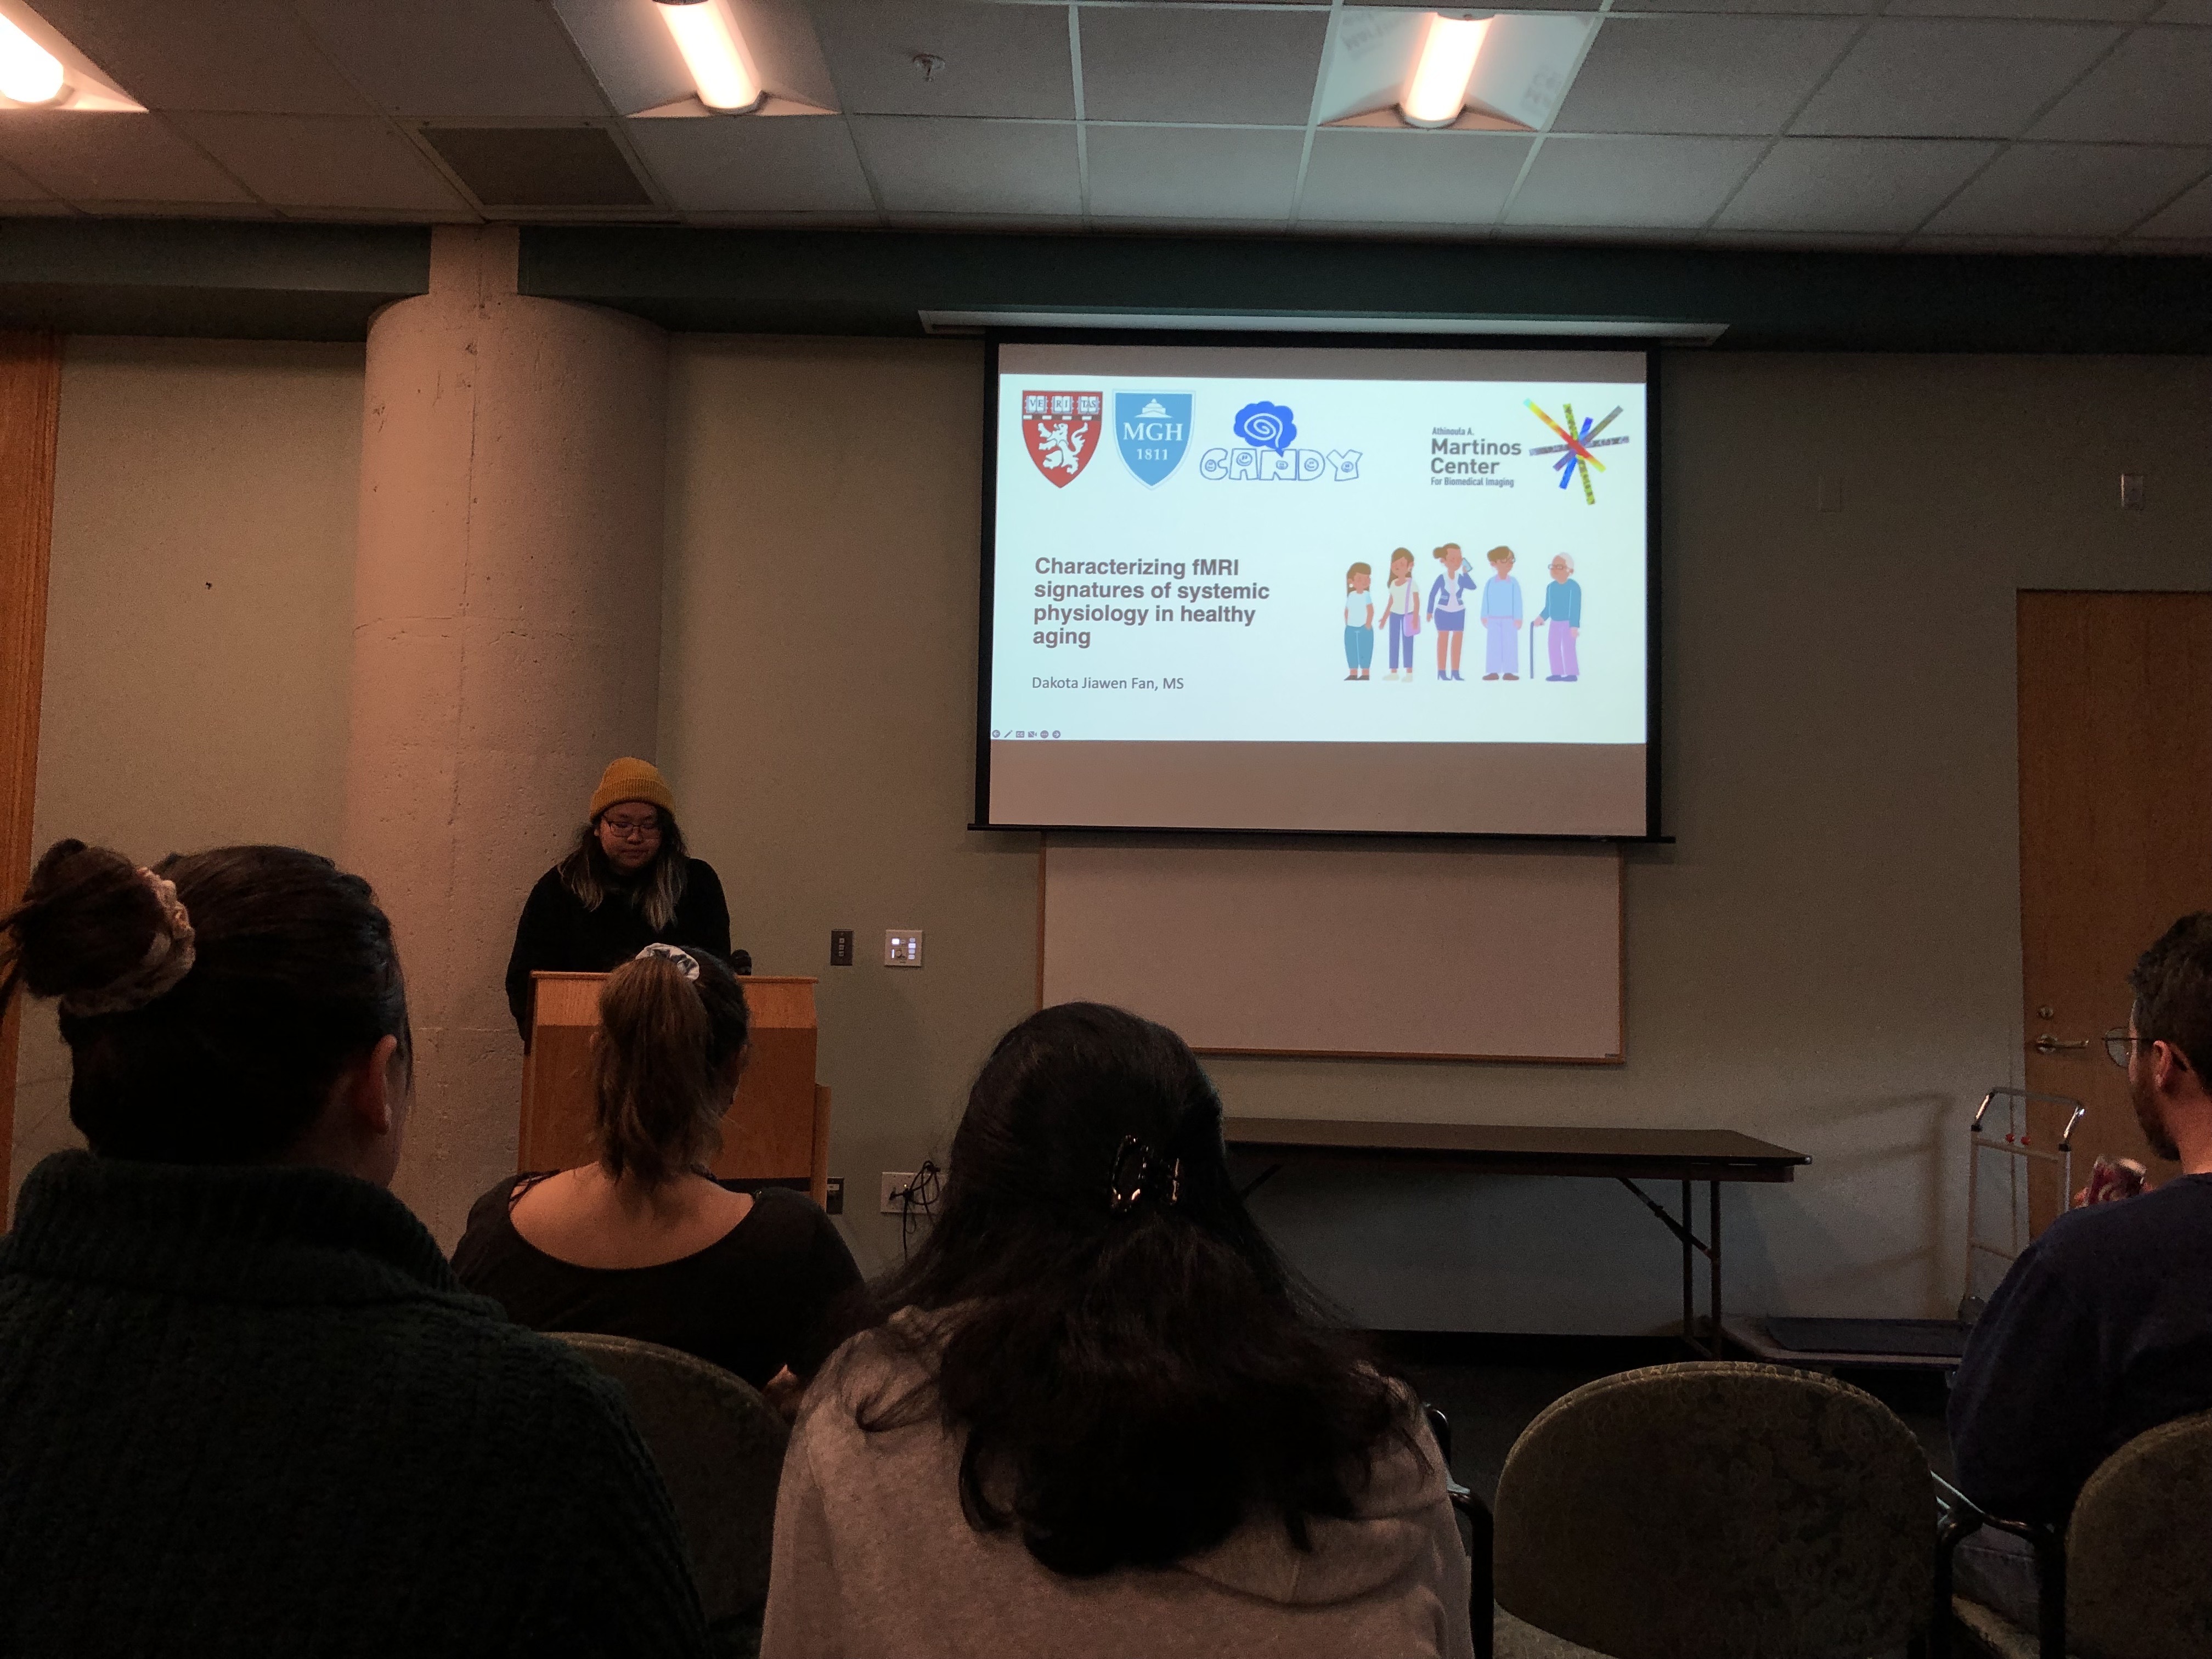 VE RI TAS
MGH
1811
CANDY
Athinoula A.
Martinos
Center
For Biomedical Imaging
Characterizing fMRI
signatures of systemic
physiology in healthy
aging
Dakota Jiawen Fan, MS